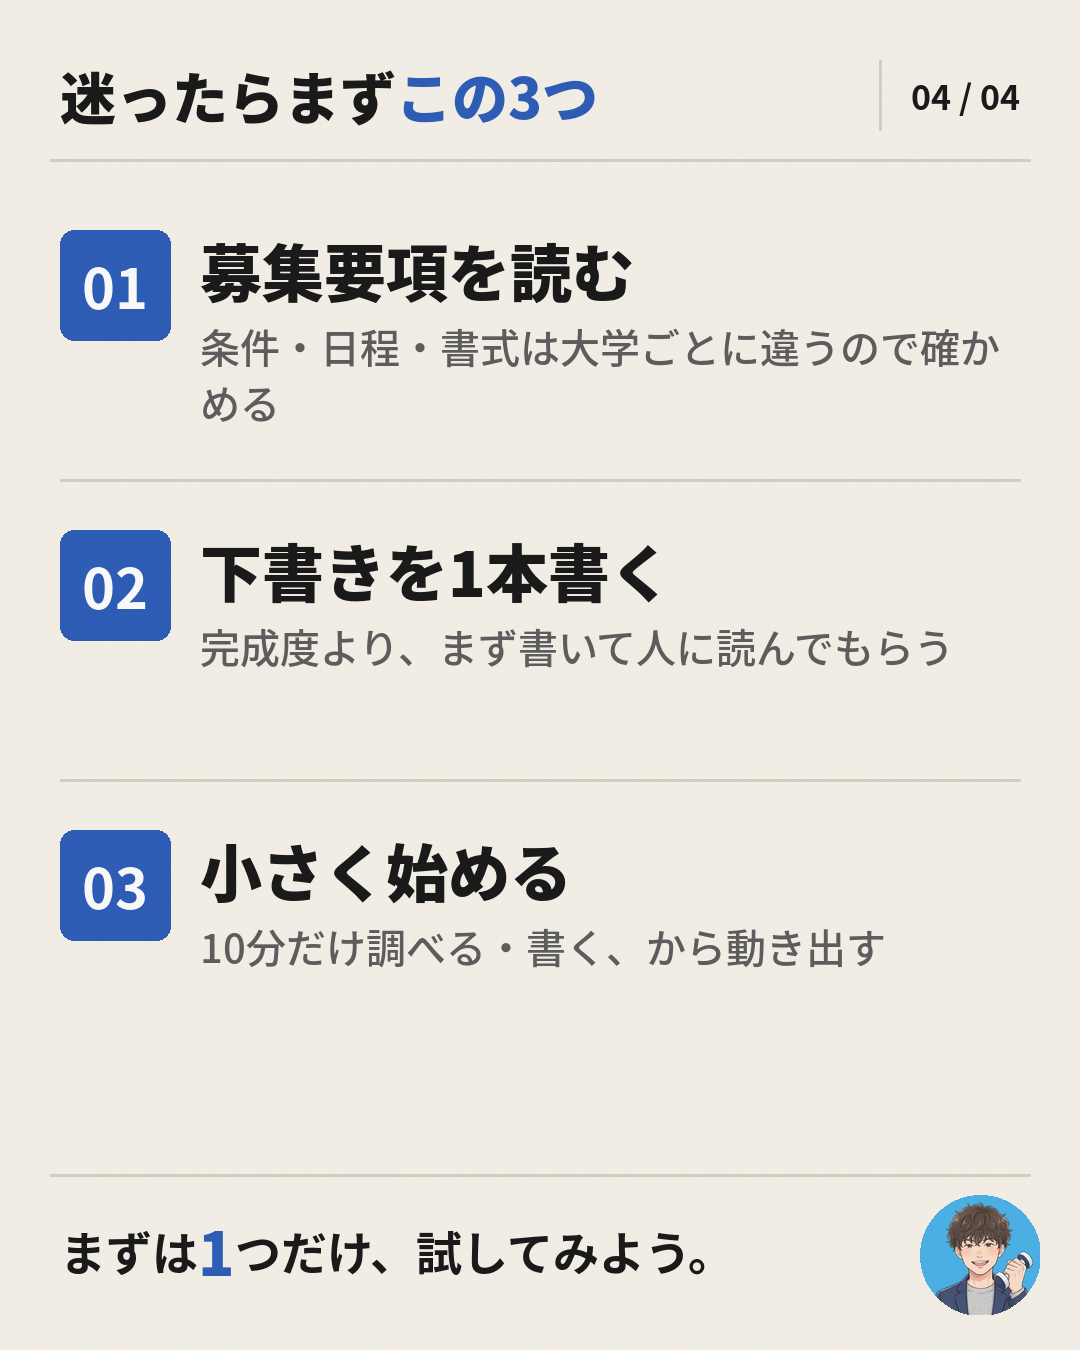 迷ったらまずこの3つ
04 / 04
01
募集要項を読む
条件・日程・書式は大学ごとに違うので確か
める
02
下書きを1本書く
完成度より、まず書いて人に読んでもらう
03
小さく始める
10分だけ調べる・書く、から動き出す
まずは1つだけ、試してみよう。